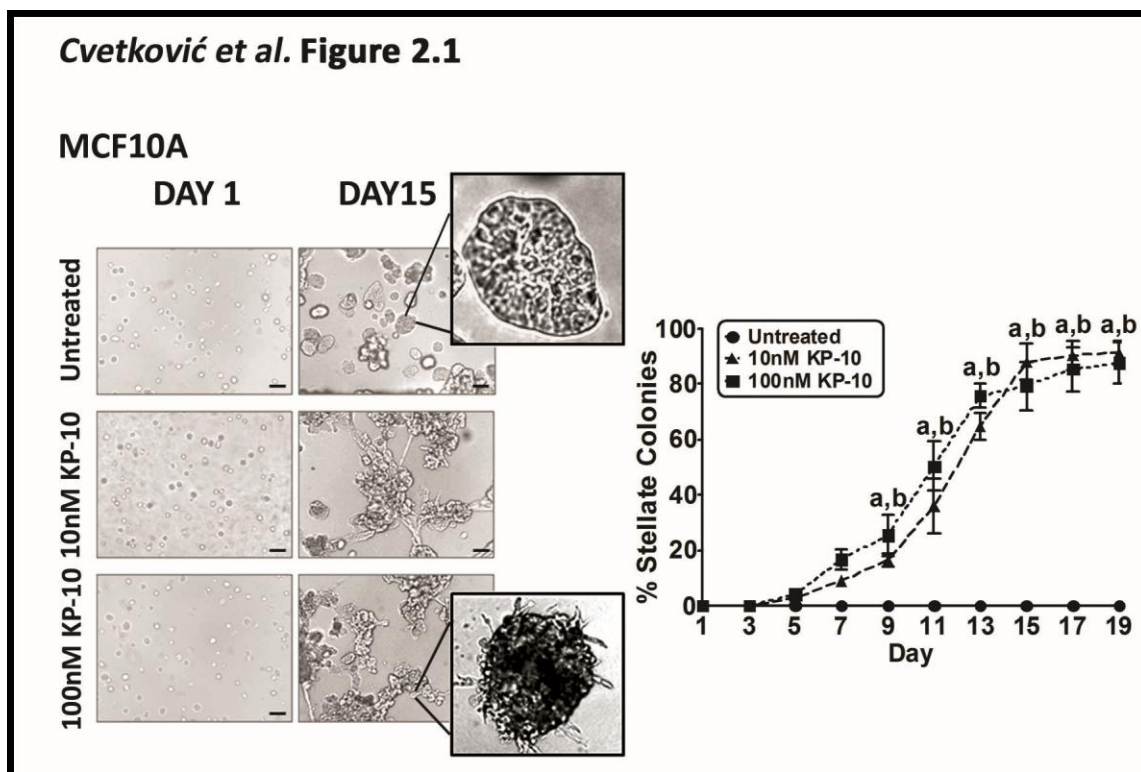 Cvetković et al. Figure 2.1
MCF10A
DAY 1
DAY15
Untreated
10nM KP-10
100nM KP-10
% Stellate Colonies
100
80
60
40
20
0
Untreated
10nM KP-10
100nM KP-10
a,b
a,b
a,b
a,b
a,b
a,b
1 3 5 7 9 11 13 15 17 19
Day